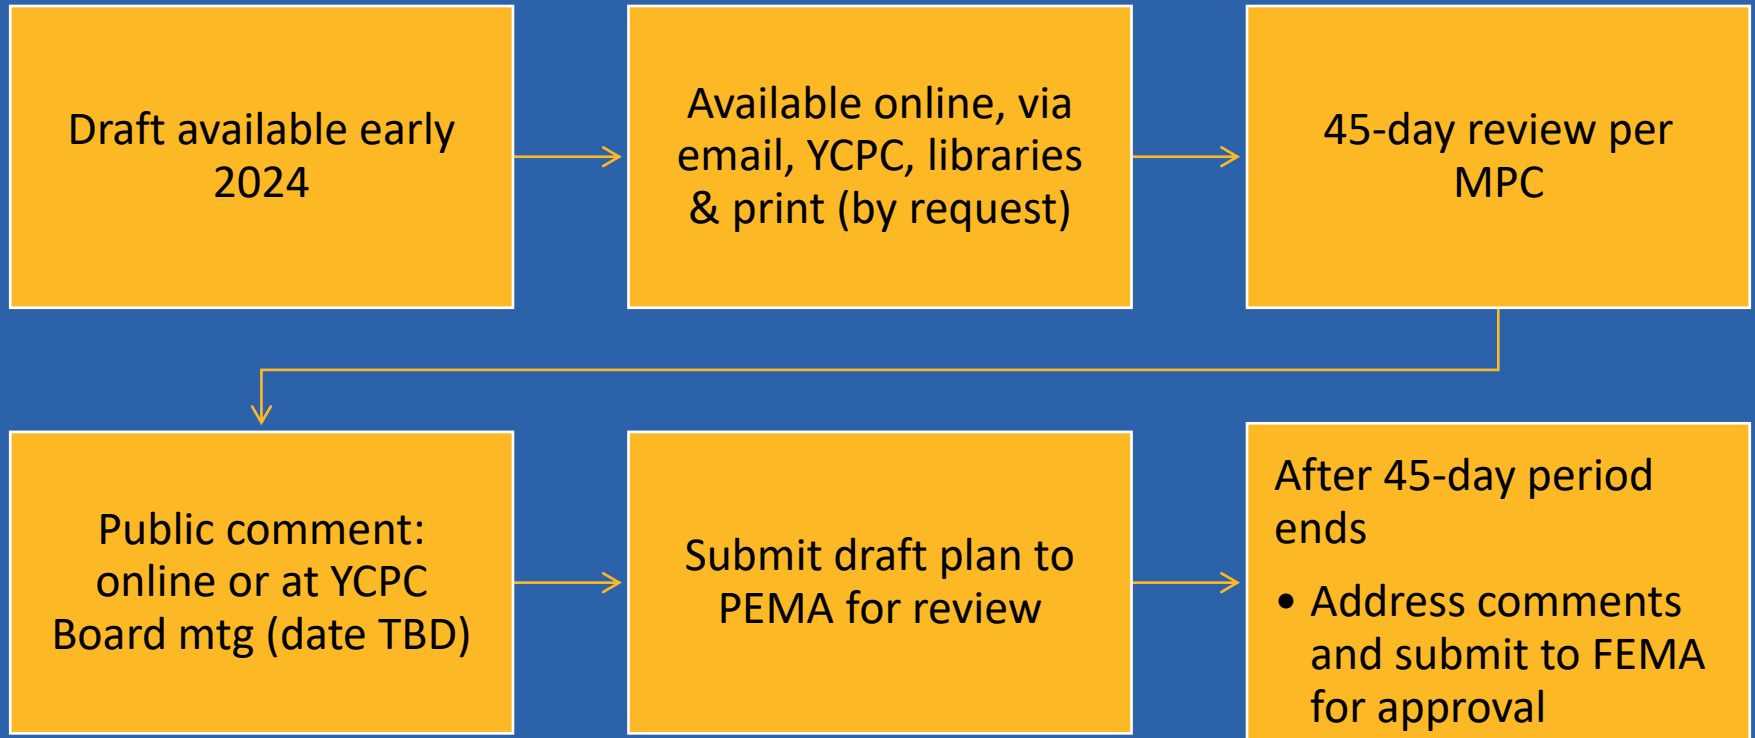 Draft available early
2024
Available online, via
email, YCPC, libraries
& print (by request)
45-day review per
MPC
Public comment:
online or at YCPC
Board mtg (date TBD)
Submit draft plan to
PEMA for review
After 45-day period
ends
• Address comments
and submit to FEMA
for approval